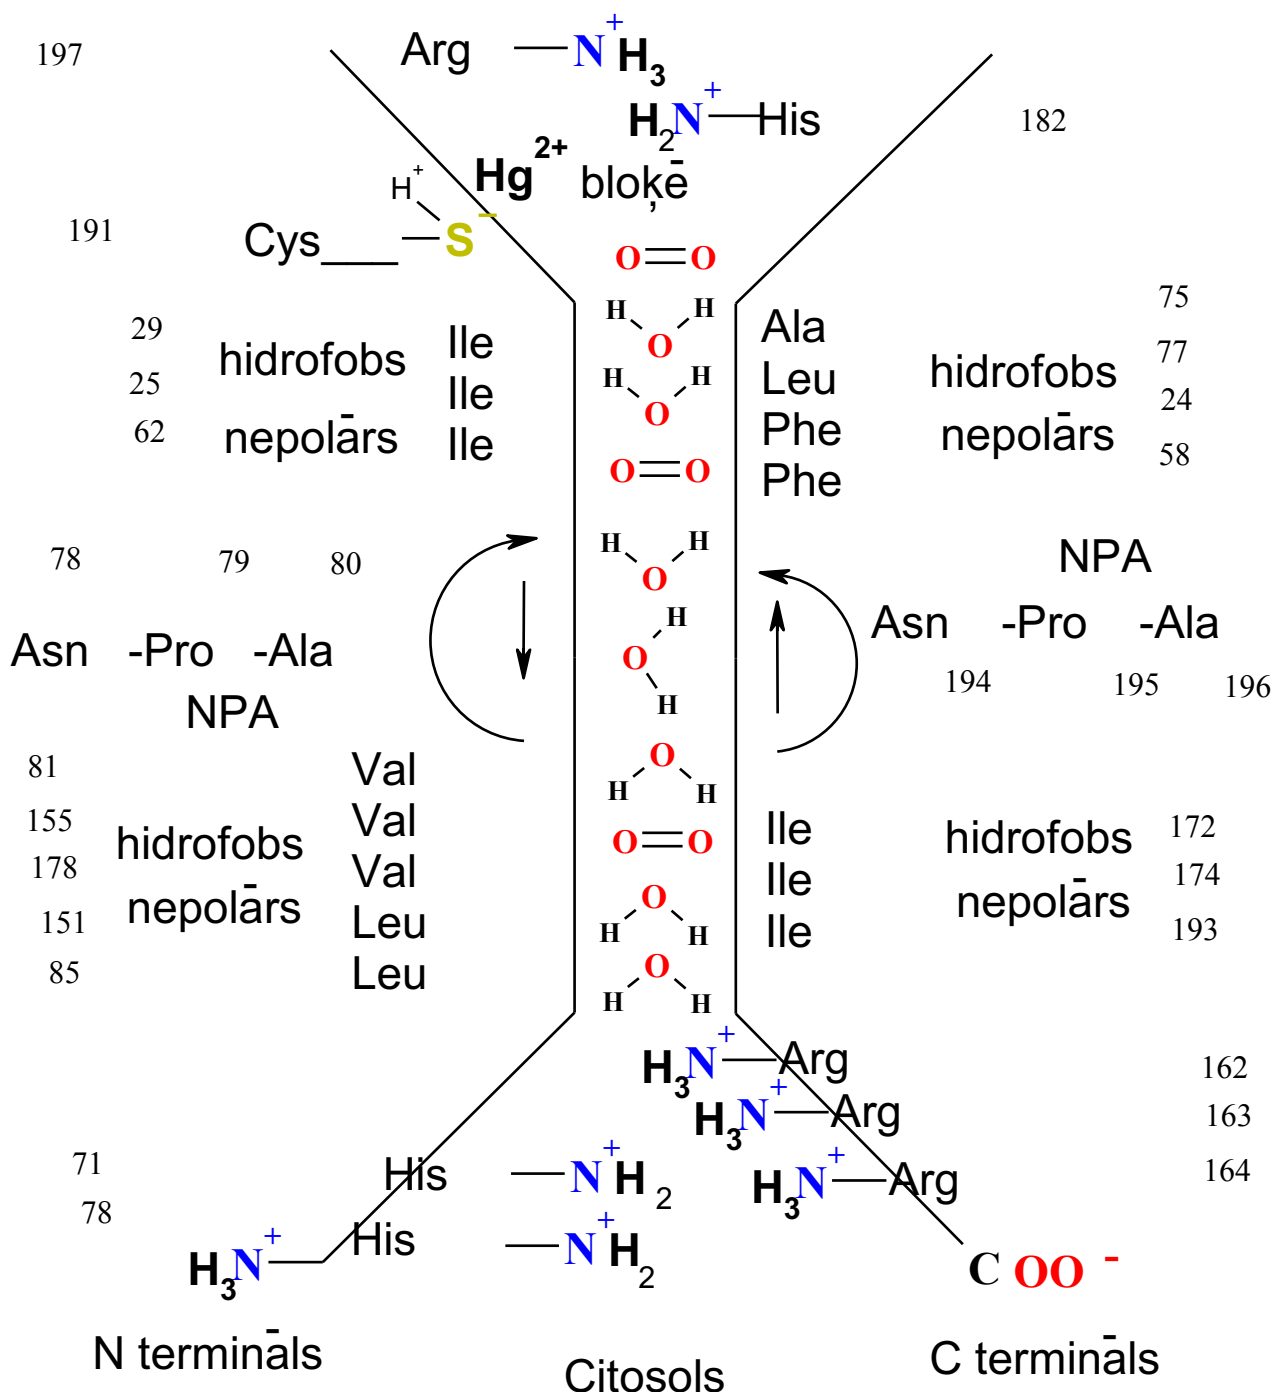 197 Arg — N⁺H₃
H₂N⁺—His 182
Hg²⁺ bloķē
191 Cys___ —S⁻ H⁺
O=O
H H
O
29 hidrofobs Ile Ala 75
25 nepolārs Ile H H Leu hidrofobs 77
62 Ile O Phe nepolārs 24
O=O Phe 58
H H
O
78 79 80 NPA
Asn -Pro -Ala H Asn -Pro -Ala
NPA O 194 195 196
H
81 Val O
155 hidrofobs Val H H Ile hidrofobs 172
178 nepolārs Val O=O Ile nepolārs 174
151 Leu O Ile 193
85 Leu H H
O
H H
H₃N⁺—Arg 162
H₃N⁺—Arg 163
71 His —N⁺H₂ H₃N⁺—Arg 164
78 His —N⁺H₂
H₃N⁺— COO⁻
N termināls Citosols C termināls